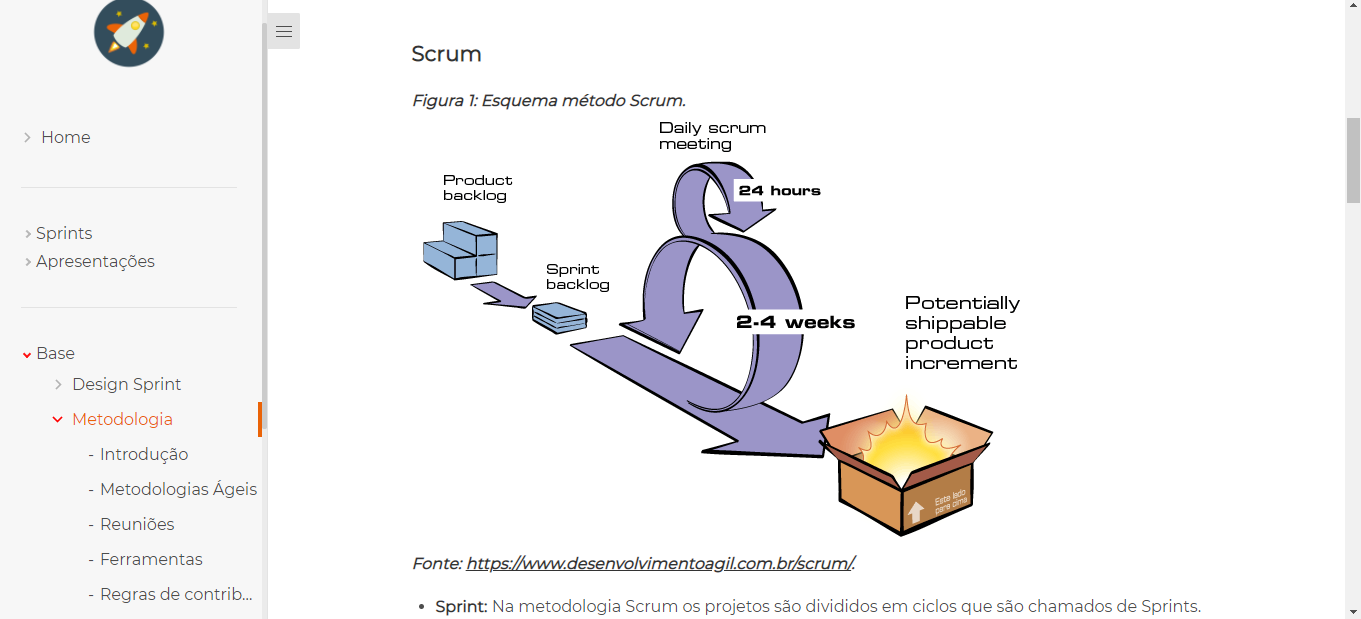 Home
Sprints
Apresentações
Base
Design Sprint
Metodologia
- Introdução
- Metodologias Ágeis
- Reuniões
- Ferramentas
- Regras de contrib...
Scrum
Figura 1: Esquema método Scrum.
Daily scrum
meeting
24 hours
Product
backlog
Sprint
backlog
2-4 weeks
Potentially
shippable
product
increment
Este lado
para cima
Fonte: https://www.desenvolvimentoagil.com.br/scrum/.
• Sprint: Na metodologia Scrum os projetos são divididos em ciclos que são chamados de Sprints.